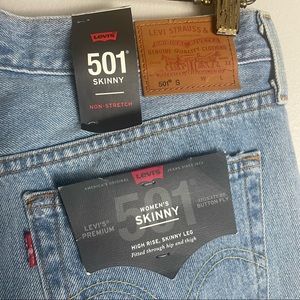 Levi's
501®
SKINNY
NON-STRETCH
LEVI STRAUSS & CO
501® S
W
L
Levi's
AMERICA'S ORIGINAL
JEANS SINCE 1873
501
LEVI'S®
PREMIUM
WOMEN'S
SKINNY
BUTTON FLY
HIGH RISE, SKINNY LEG
Fitted through hip and thigh